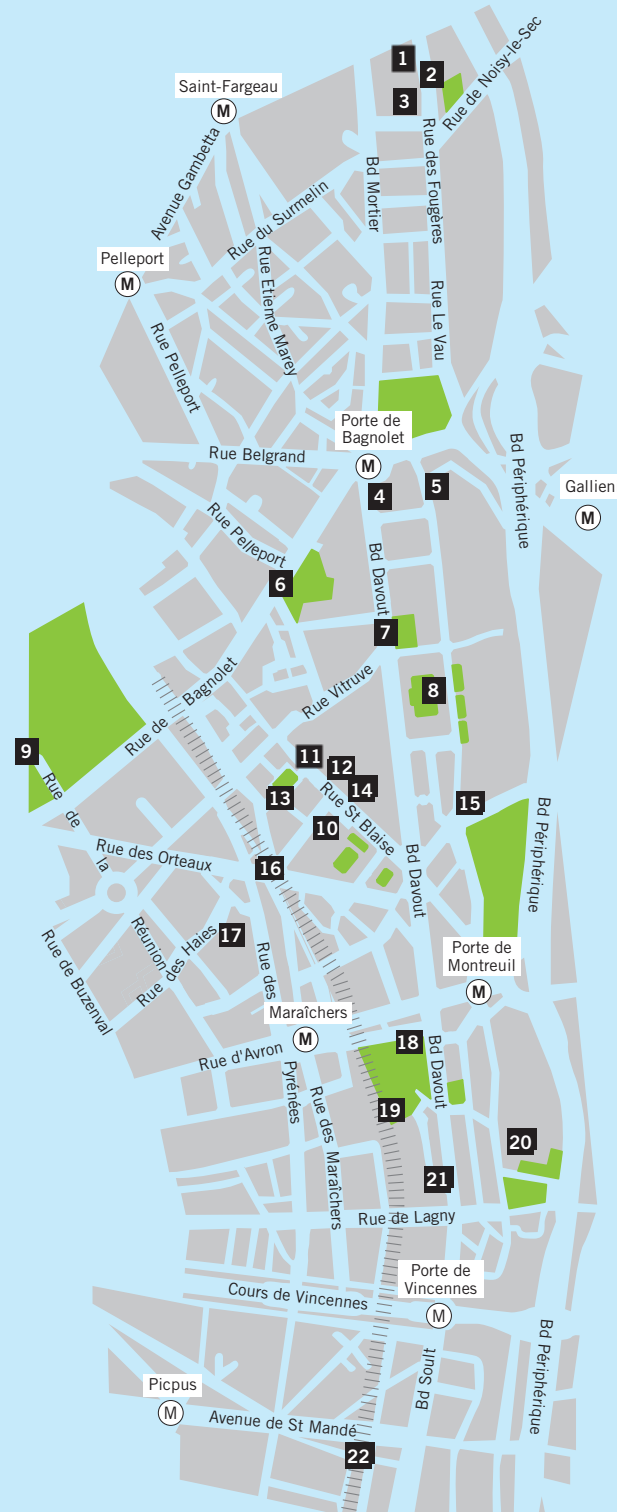 1
2
3
Rue de Noisy-le-Sec
Saint-Fargeau
M
Avenue Gambetta
Rue du Surmelin
Bd Mortier
Rue des Fougères
Pelleport
M
Rue Etienne Marey
Rue Le Vau
Rue Pelleport
Porte de
Bagnolet
M
Rue Belgrand
Bd Périphérique
Gallien
M
4
5
Rue Pelleport
Bd Davout
6
7
Rue de Bagnolet
Rue Vitruve
8
9
Rue de la Réunion
11
12
13
14
Rue St Blaise
10
15
Bd Périphérique
Rue des Orteaux
16
Bd Davout
17
Rue des Haies
Rue de Buzenval
Rue des Pyrénées
Porte de
Montreuil
M
Maraîchers
M
Rue d'Avron
18
Bd Davout
Rue des Maraîchers
19
20
21
Rue de Lagny
Porte de
Vincennes
M
Cours de Vincennes
Bd Périphérique
Bd Soult
Picpus
M
Avenue de St Mandé
22